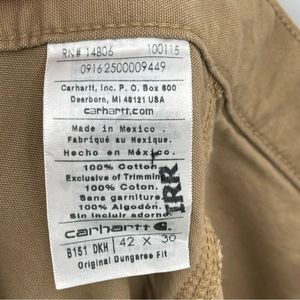 RN# 14806 100115
09162500009449
Carhartt, Inc. P.O. Box 600
Dearborn, MI 48121 USA
carhartt.com
Made in Mexico.
Fabriqué au Mexique.
Hecho en México.
100% Cotton
Exclusive of Trimmin
100% Coton.
Sans garniture
100% Algodón.
Sin incluir adorno
IRR
carhartt
B151 DKH 42 X 30
Original Dungaree Fit